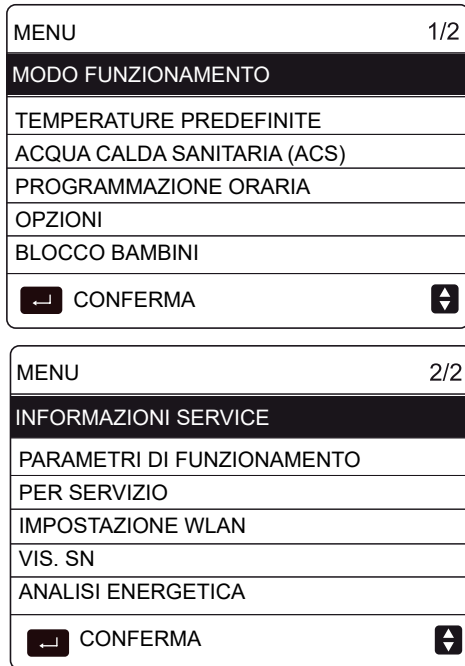 MENU 1/2
MODO FUNZIONAMENTO
TEMPERATURE PREDEFINITE
ACQUA CALDA SANITARIA (ACS)
PROGRAMMAZIONE ORARIA
OPZIONI
BLOCCO BAMBINI
CONFERMA
MENU 2/2
INFORMAZIONI SERVICE
PARAMETRI DI FUNZIONAMENTO
PER SERVIZIO
IMPOSTAZIONE WLAN
VIS. SN
ANALISI ENERGETICA
CONFERMA